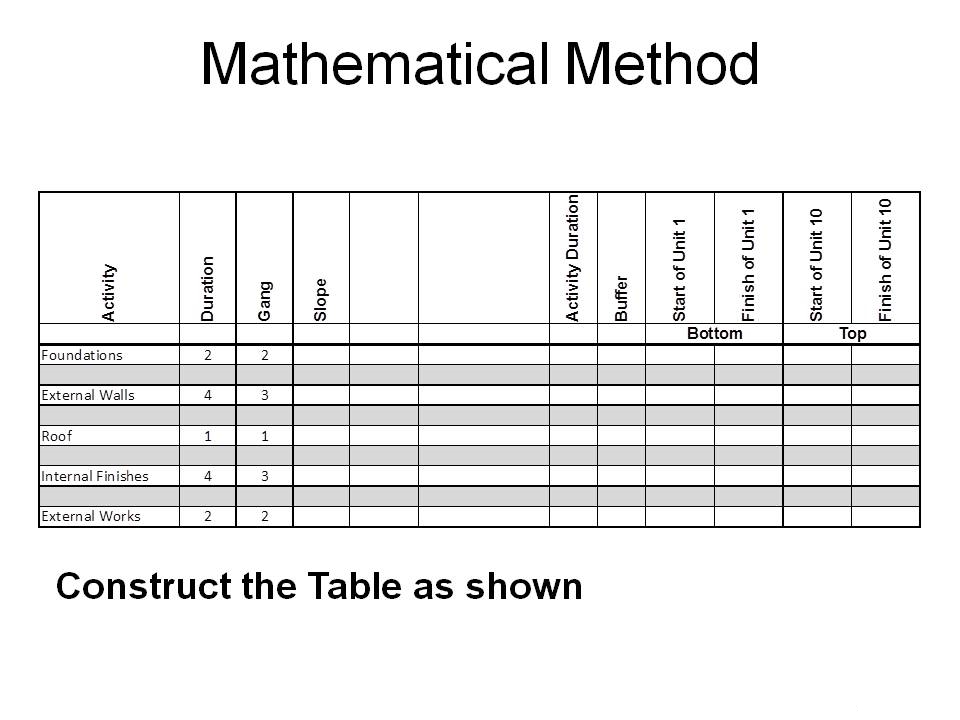 Mathematical Method
Activity Duration Gang Slope Activity Duration Buffer Start of Unit 1 Finish of Unit 1 Start of Unit 10 Finish of Unit 10
Bottom Top
Foundations 2 2
External Walls 4 3
Roof 1 1
Internal Finishes 4 3
External Works 2 2
Construct the Table as shown